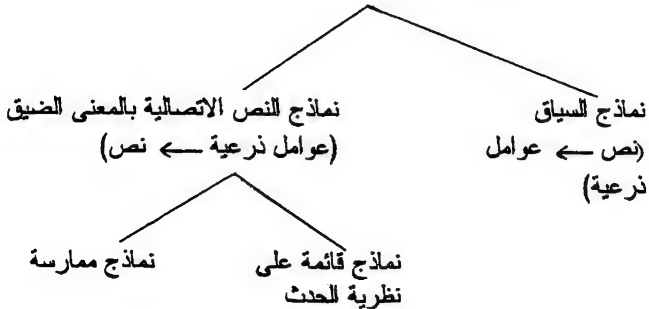 نماذج السياق
(نص ← عوامل
ذرعية)
نماذج النص الاتصالية بالمعنى الضيق
(عوامل ذرعية ← نص)
نماذج قائمة على
نظرية الحدث
نماذج ممارسة